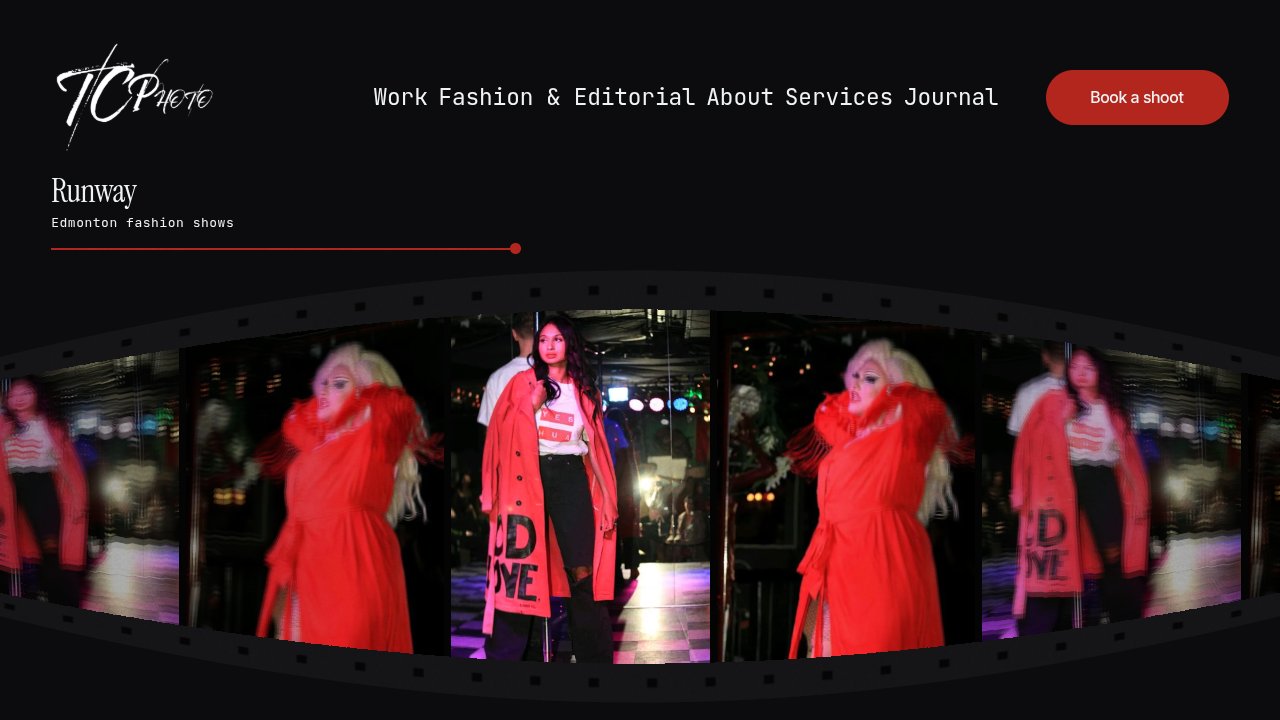 TCPHOTO
Work Fashion & Editorial About Services Journal
Book a shoot
Runway
Edmonton fashion shows